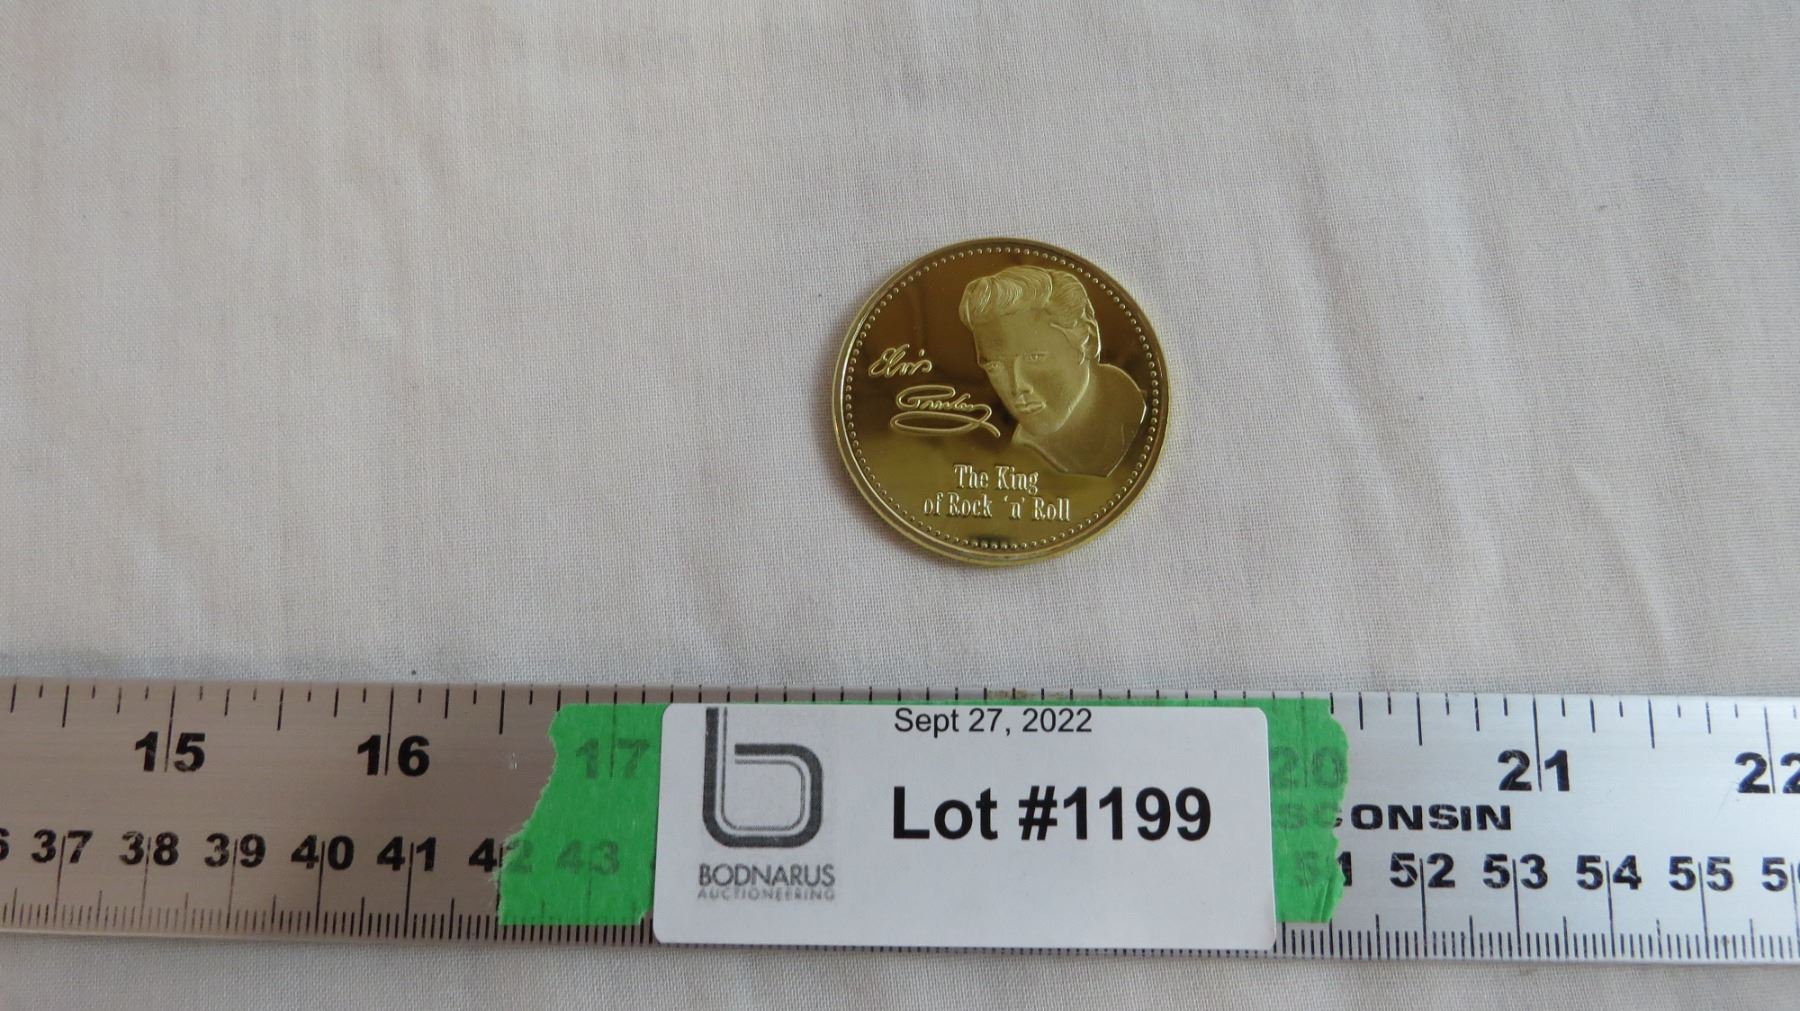 Elvis
Presley
The King
of Rock 'n' Roll
15 16 17 20 21 22
SCONSIN
37 38 39 40 41 42 43 51 52 53 54 55
Sept 27, 2022
Lot #1199
BODNARUS
AUCTIONEERING